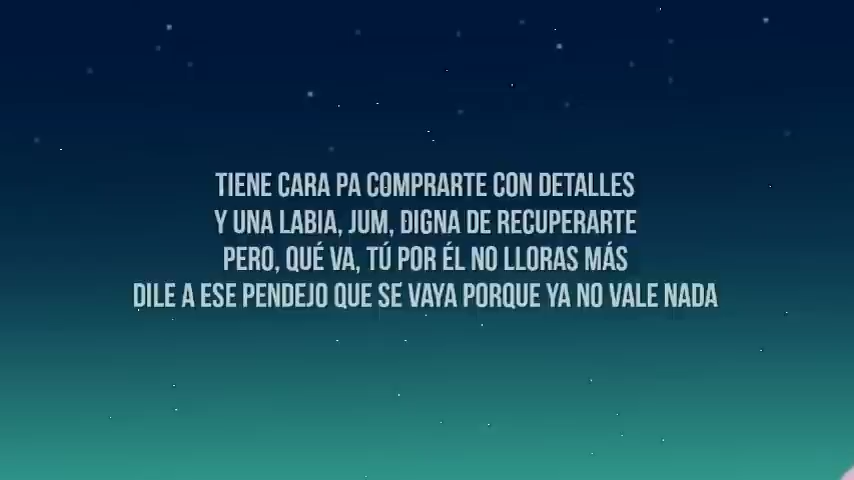 TIENE CARA PA COMPRARTE CON DETALLES
Y UNA LABIA, JUM, DIGNA DE RECUPERARTE
PERO, QUÉ VA, TÚ POR ÉL NO LLORAS MÁS
DILE A ESE PENDEJO QUE SE VAYA PORQUE YA NO VALE NADA